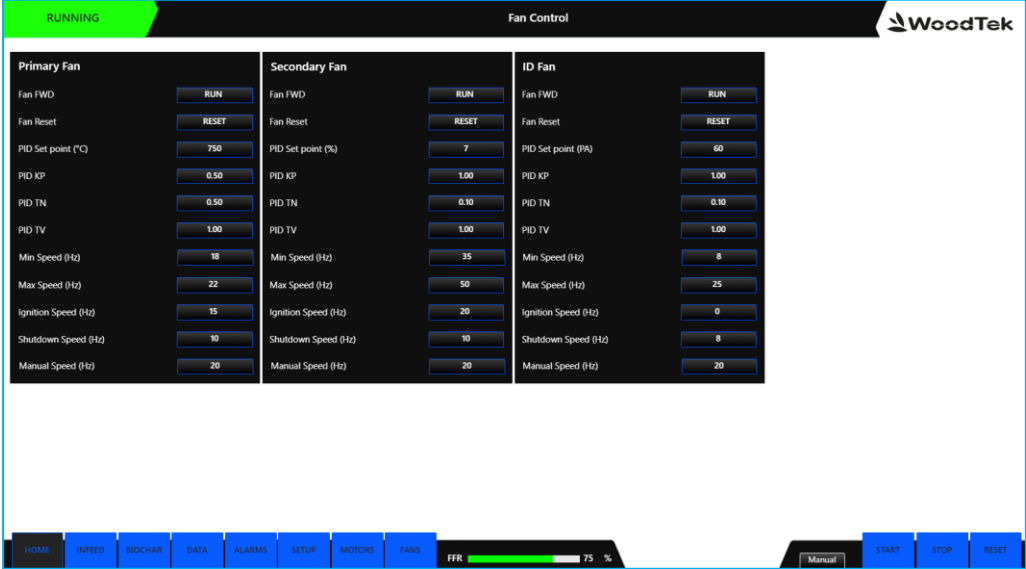 RUNNING
Fan Control
WoodTek
Primary Fan
Fan FWD RUN
Fan Reset RESET
PID Set point (°C) 750
PID KP 0.50
PID TN 0.50
PID TV 1.00
Min Speed (Hz) 18
Max Speed (Hz) 22
Ignition Speed (Hz) 15
Shutdown Speed (Hz) 10
Manual Speed (Hz) 20
Secondary Fan
Fan FWD RUN
Fan Reset RESET
PID Set point (%) 7
PID KP 1.00
PID TN 0.10
PID TV 1.00
Min Speed (Hz) 35
Max Speed (Hz) 50
Ignition Speed (Hz) 20
Shutdown Speed (Hz) 10
Manual Speed (Hz) 20
ID Fan
Fan FWD RUN
Fan Reset RESET
PID Set point (PA) 60
PID KP 1.00
PID TN 0.10
PID TV 1.00
Min Speed (Hz) 8
Max Speed (Hz) 25
Ignition Speed (Hz) 0
Shutdown Speed (Hz) 8
Manual Speed (Hz) 20
HOME INFEED BIOCHAR DATA ALARMS SETUP MOTORS FANS
FFR 75 %
Manual
START STOP RESET